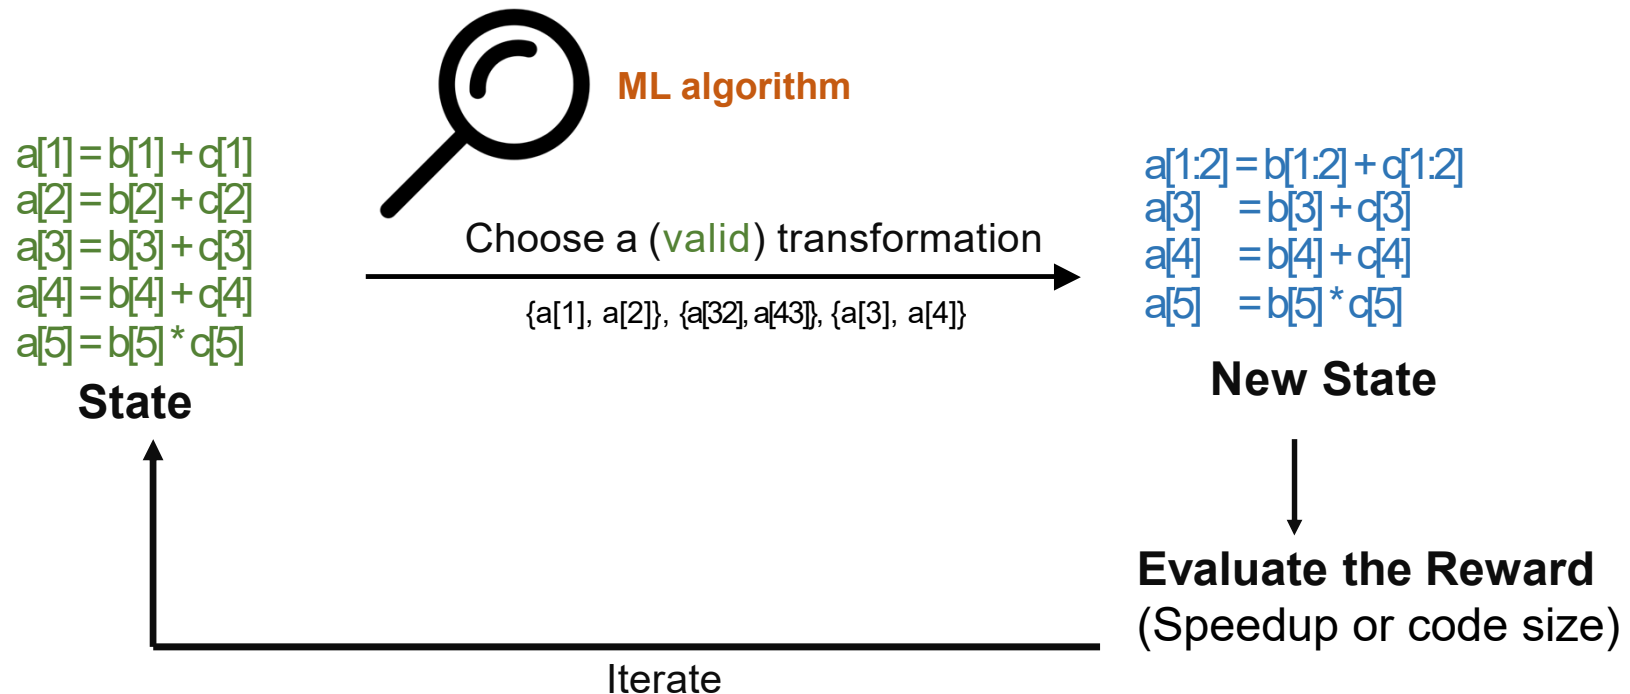 ML algorithm
a[1] = b[1] + c[1]
a[2] = b[2] + c[2]
a[3] = b[3] + c[3]
a[4] = b[4] + c[4]
a[5] = b[5] * c[5]
State
Choose a (valid) transformation
{a[1], a[2]}, {a[32], a[43]}, {a[3], a[4]}
a[1:2] = b[1:2] + c[1:2]
a[3] = b[3] + c[3]
a[4] = b[4] + c[4]
a[5] = b[5] * c[5]
New State
Evaluate the Reward
(Speedup or code size)
Iterate